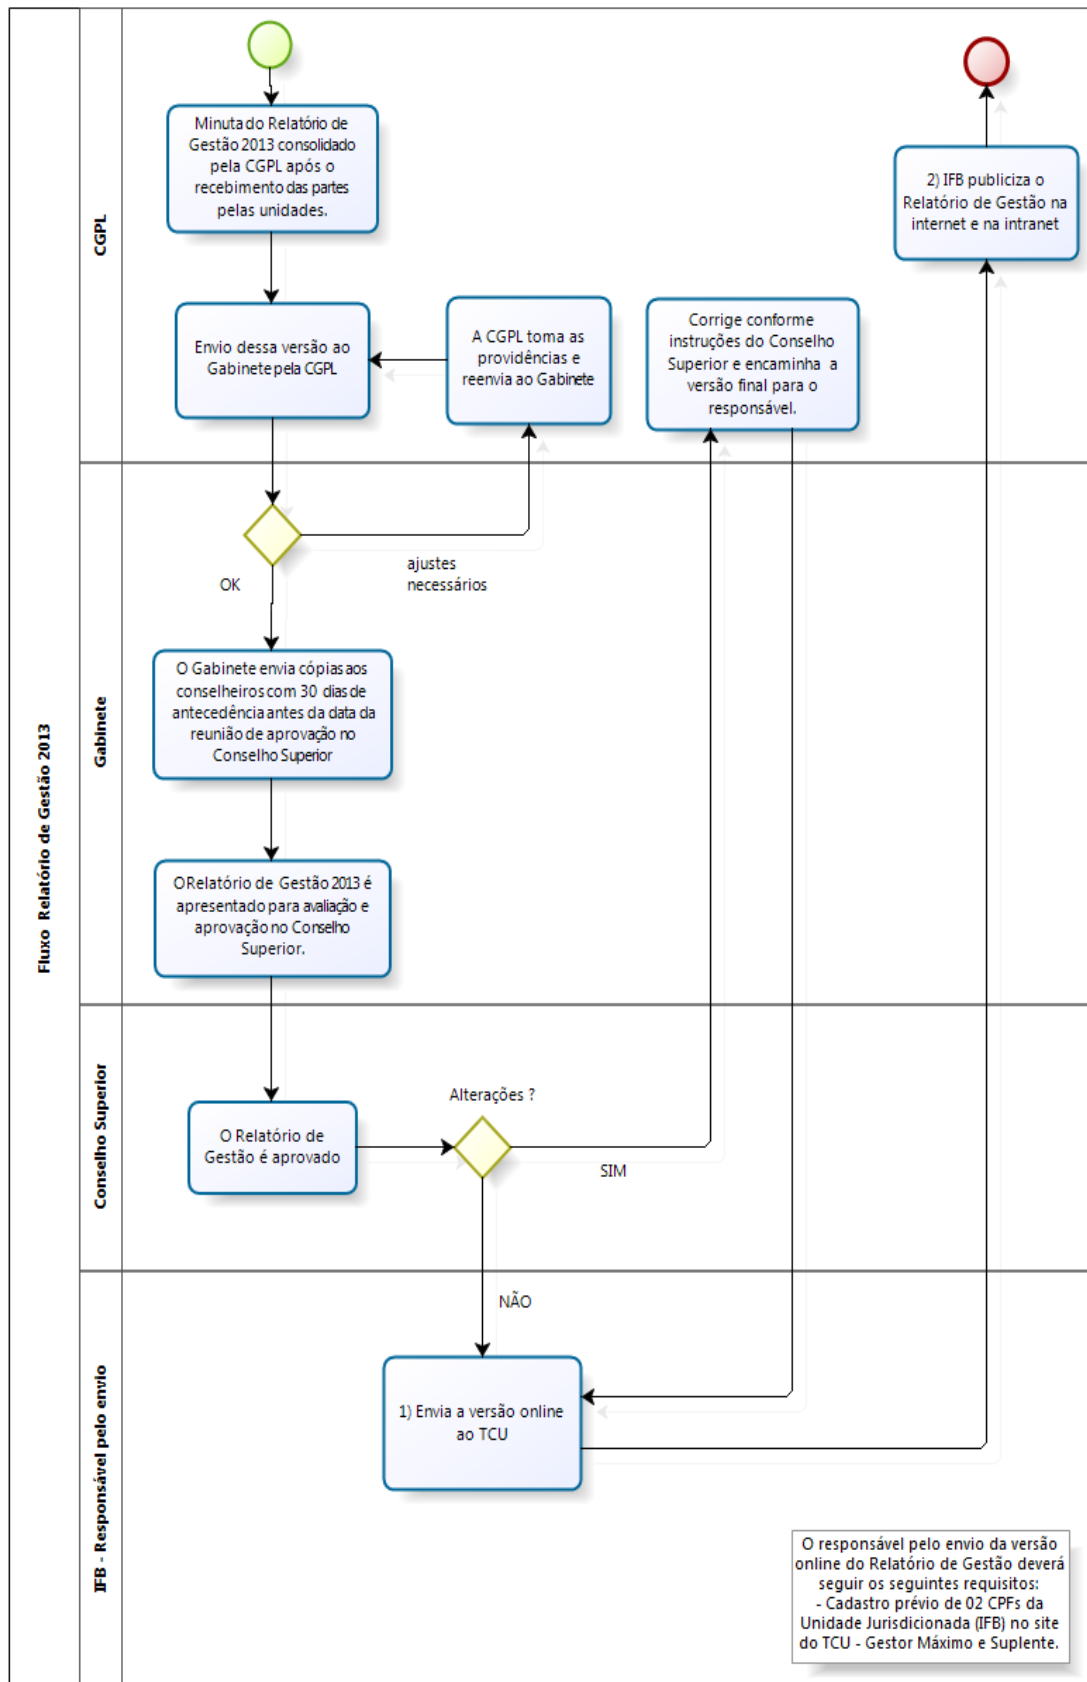 Fluxo Relatório de Gestão 2013
CGPL
Minuta do Relatório de
Gestão 2013 consolidado
pela CGPL após o
recebimento das partes
pelas unidades.
2) IFB publiciza o
Relatório de Gestão na
internet e na intranet
Envio dessa versão ao
Gabinete pela CGPL
A CGPL toma as
providências e
reenvia ao Gabinete
Corrige conforme
instruções do Conselho
Superior e encaminha a
versão final para o
responsável.
Gabinete
OK
ajustes
necessários
O Gabinete envia cópias aos
conselheiros com 30 dias de
antecedência antes da data da
reunião de aprovação no
Conselho Superior
O Relatório de Gestão 2013 é
apresentado para avaliação e
aprovação no Conselho
Superior.
Conselho Superior
O Relatório de
Gestão é aprovado
Alterações ?
SIM
NÃO
IFB - Responsável pelo envio
1) Envia a versão online
ao TCU
O responsável pelo envio da versão
online do Relatório de Gestão deverá
seguir os seguintes requisitos:
- Cadastro prévio de 02 CPFs da
Unidade Jurisdicionada (IFB) no site
do TCU - Gestor Máximo e Suplente.